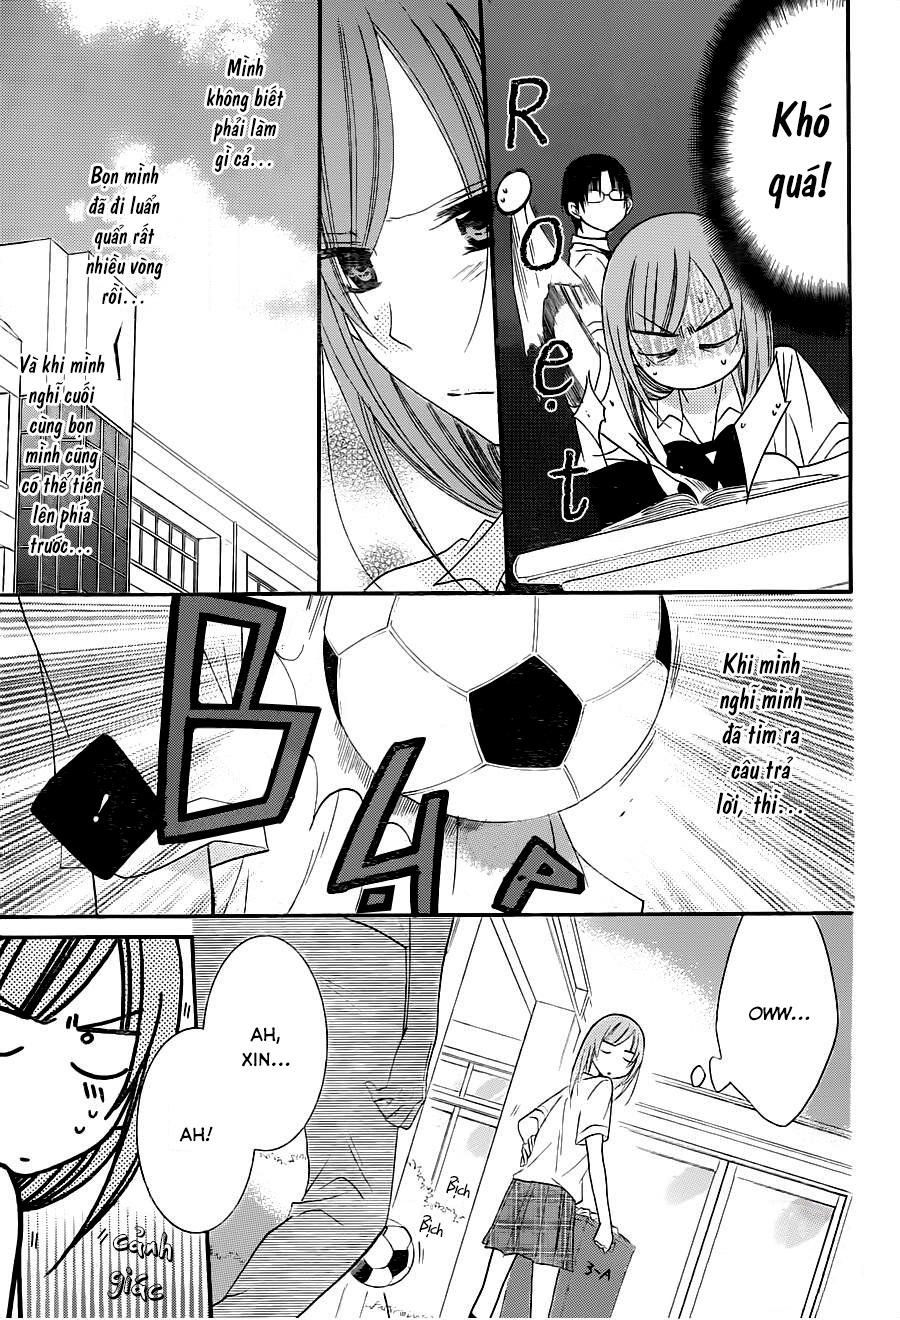 Khó
quá!
Roẹt
Mình
không biết
phải làm
gì cả...
Bọn mình
đã đi luẩn
quẩn rất
nhiều vòng
rồi...
Và khi mình
nghĩ cuối
cùng bọn
mình cũng
có thể tiến
lên phía
trước...
Khi mình
nghĩ mình
đã tìm ra
câu trả
lời, thì...
BỤP
!
OWW...
Bịch
Bịch
3-A
AH,
XIN...
AH!
cảnh
giác